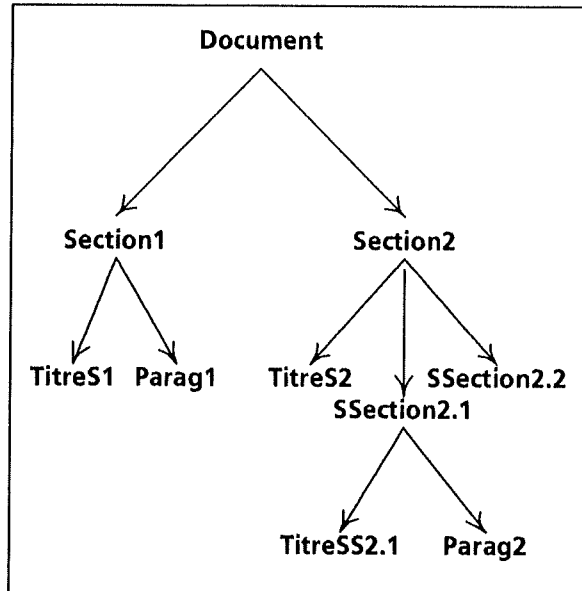 Document
Section1 Section2
TitreS1 Parag1 TitreS2 SSection2.2
SSection2.1
TitreSS2.1 Parag2